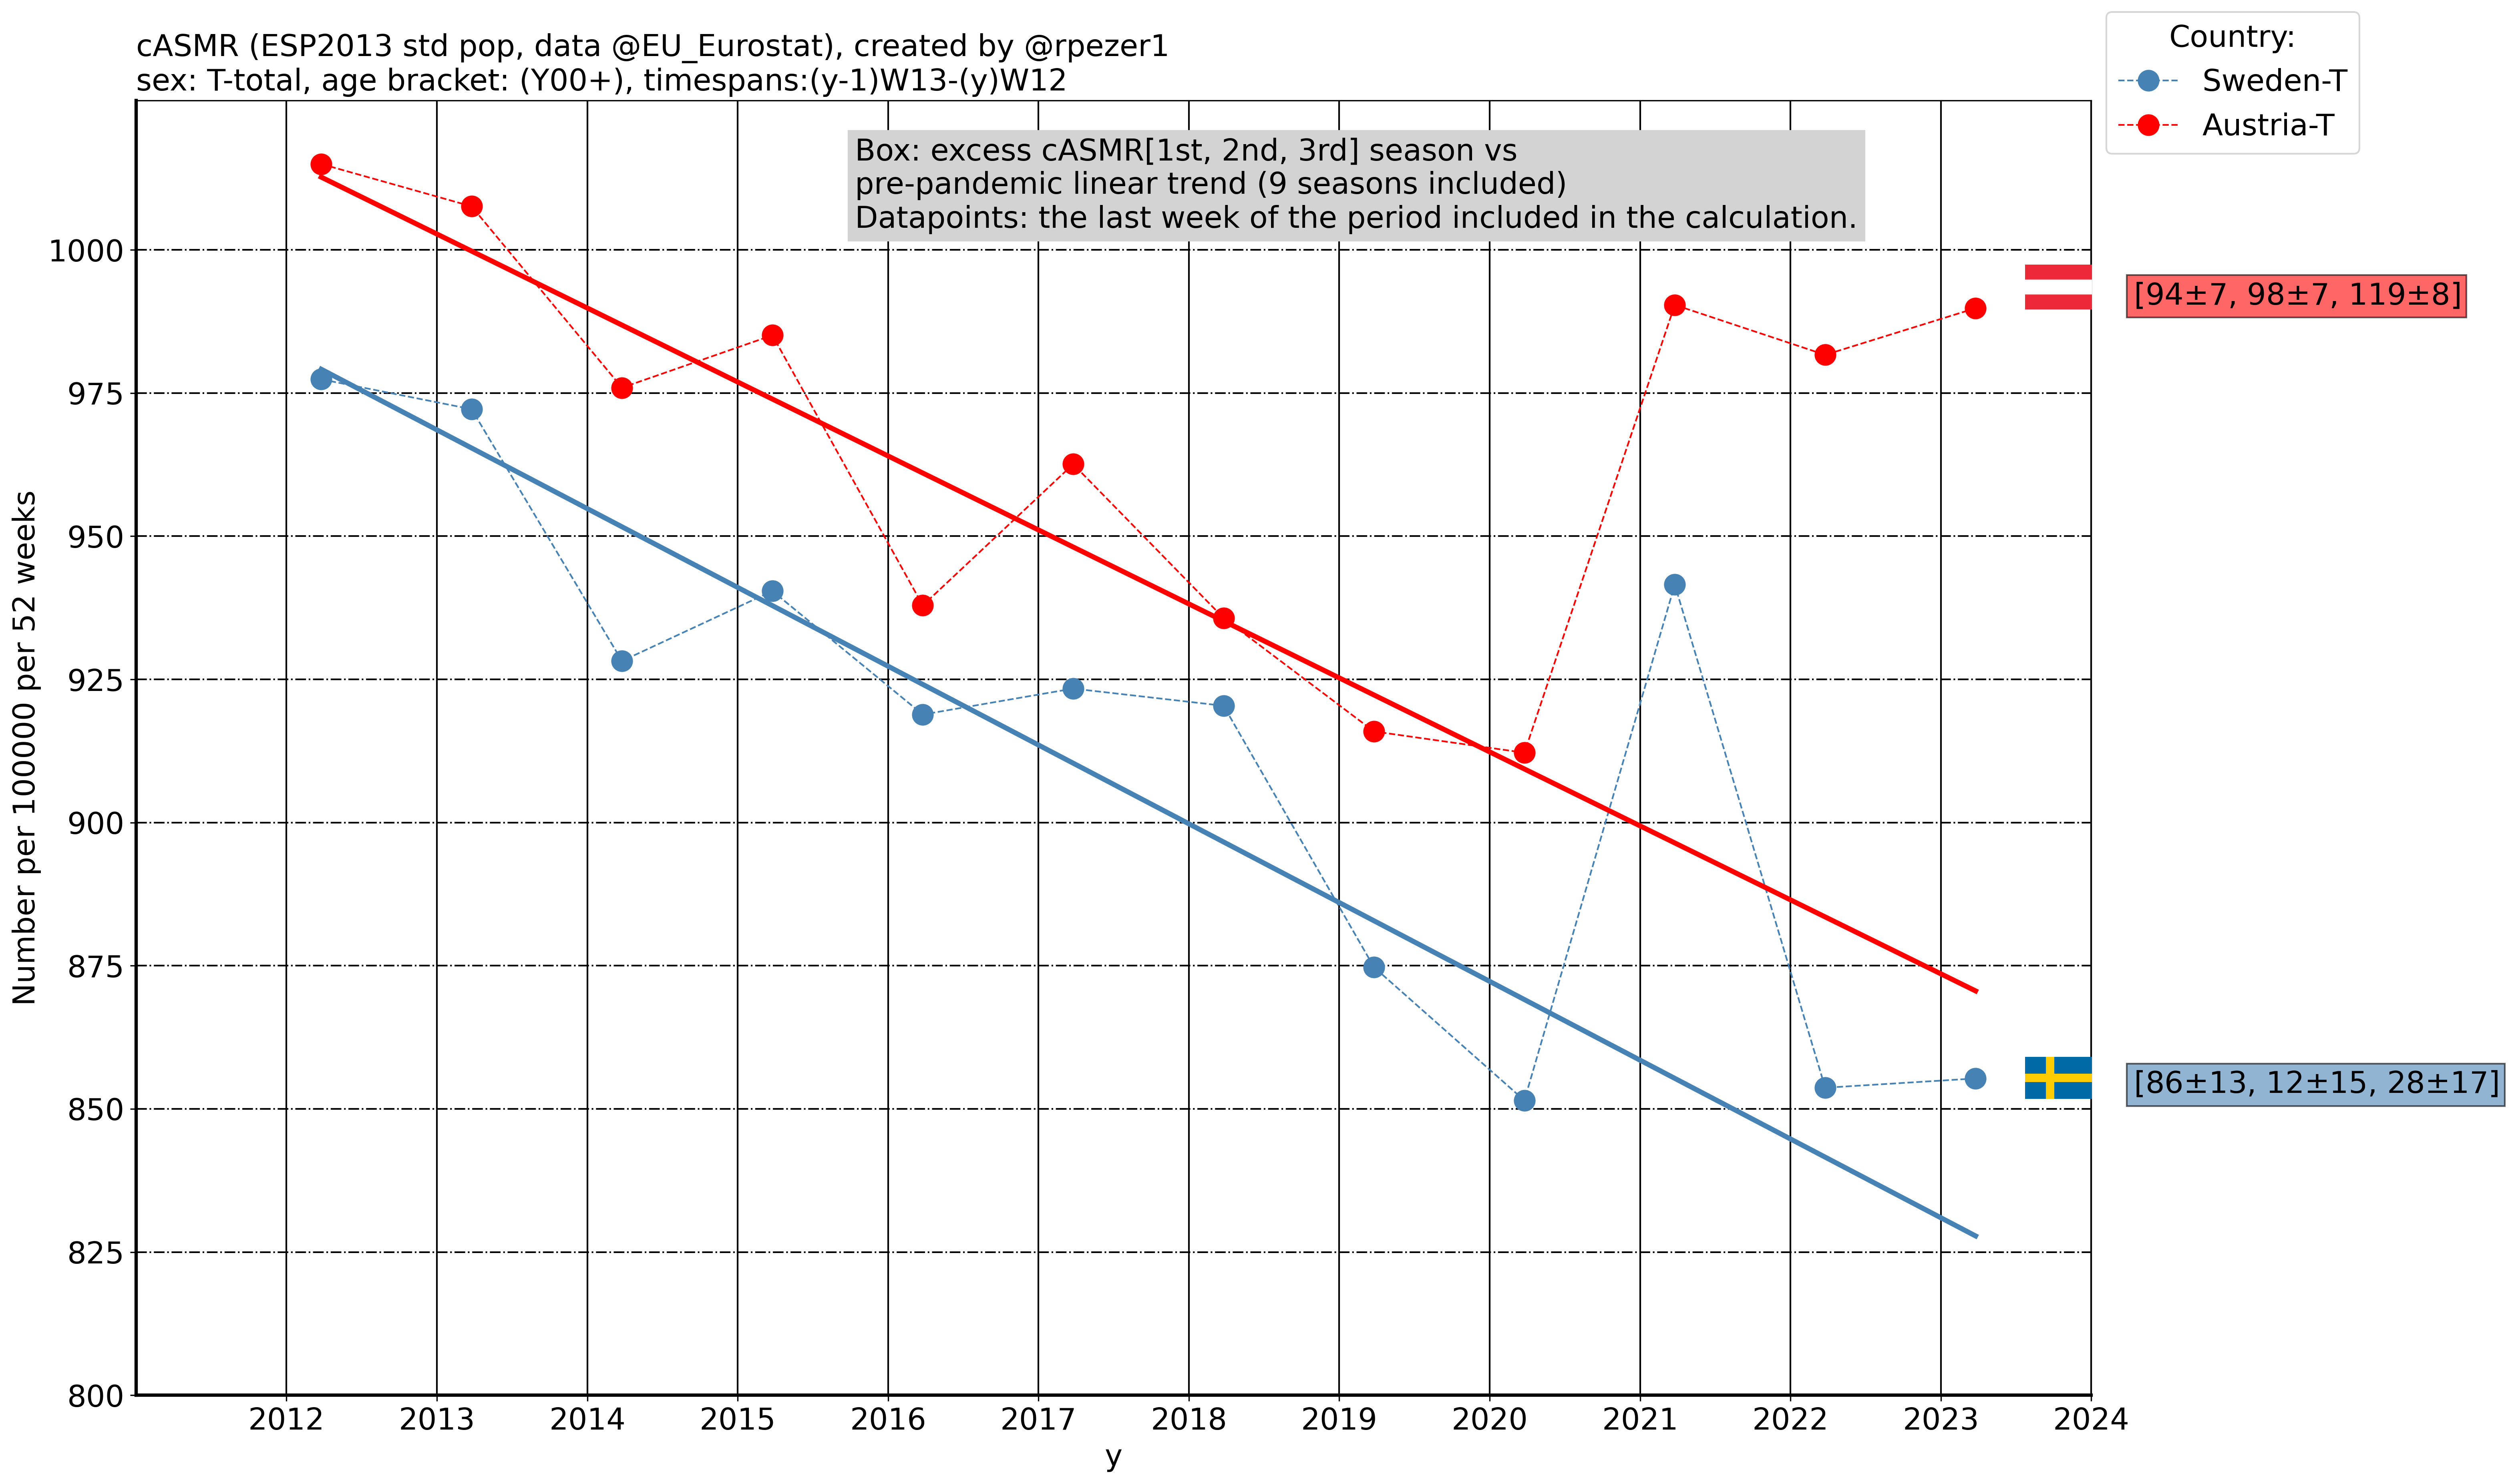 cASMR (ESP2013 std pop, data @EU_Eurostat), created by @rpezer1
sex: T-total, age bracket: (Y00+), timespans:(y-1)W13-(y)W12
Country:
Sweden-T
Austria-T
Box: excess cASMR[1st, 2nd, 3rd] season vs
pre-pandemic linear trend (9 seasons included)
Datapoints: the last week of the period included in the calculation.
[94±7, 98±7, 119±8]
[86±13, 12±15, 28±17]
Number per 100000 per 52 weeks
1000
975
950
925
900
875
850
825
800
2012 2013 2014 2015 2016 2017 2018 2019 2020 2021 2022 2023 2024
y